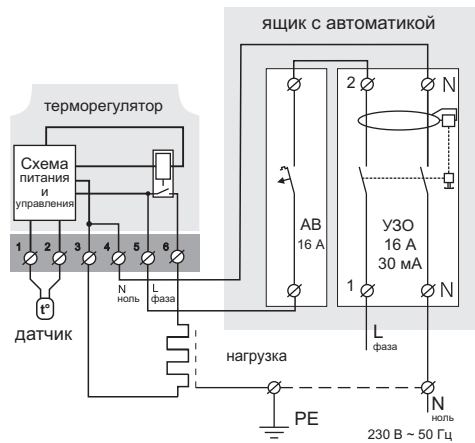 ящик с автоматикой
терморегулятор
Схема
питания
и
управления
2
N
АВ
16 А
УЗО
16 А
30 мА
1 2 3 4 5 6
1
N
N
ноль
L
фаза
L
фаза
t°
датчик
нагрузка
PE
N
ноль
230 В ~ 50 Гц